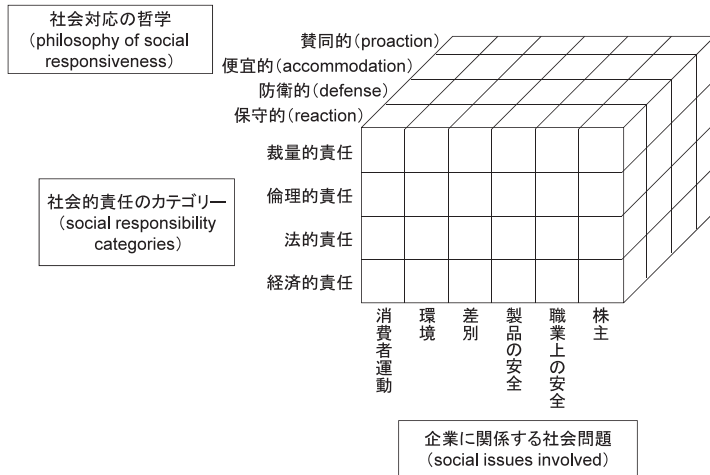 社会対応の哲学
(philosophy of social
responsiveness)
賛同的(proaction)
便宜的(accommodation)
防衛的(defense)
保守的(reaction)
裁量的責任
倫理的責任
法的責任
経済的責任
社会的責任のカテゴリー
(social responsibility
categories)
消費者運動
環境
差別
製品の安全
職業上の安全
株主
企業に関係する社会問題
(social issues involved)